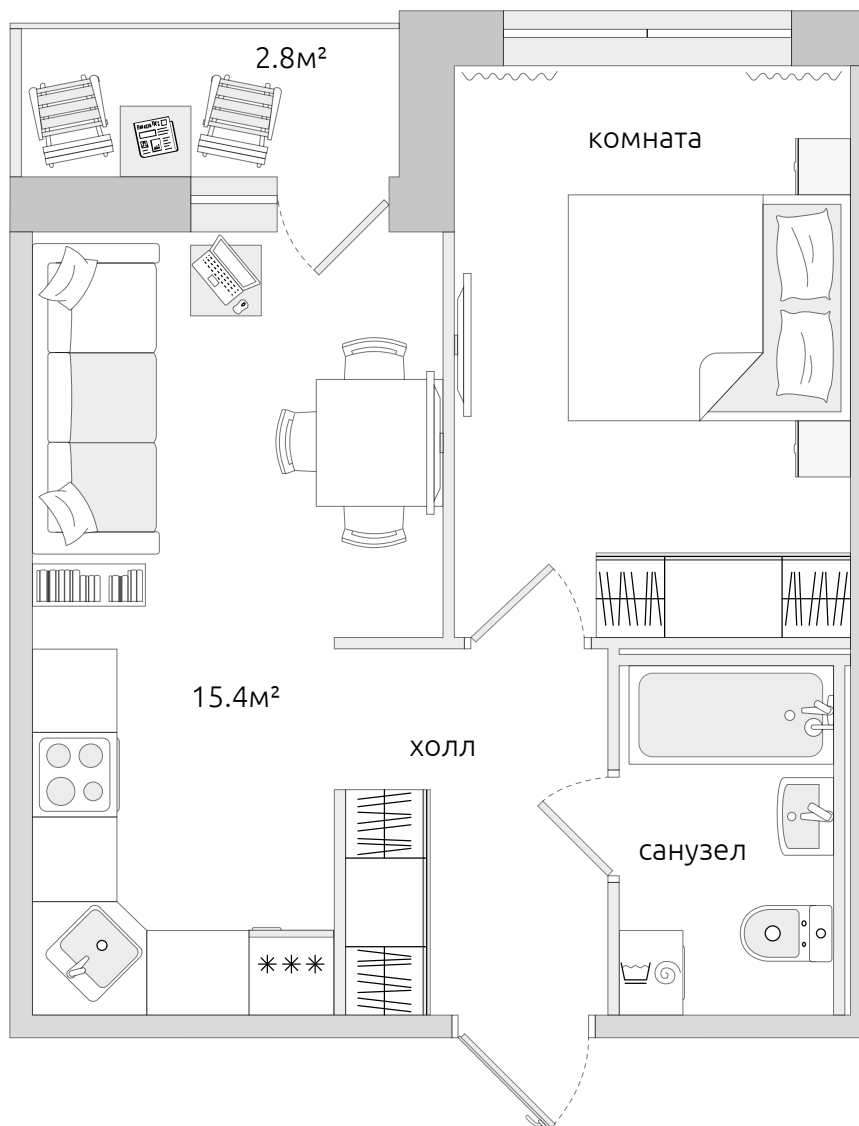 2.8м²
комната
15.4м²
холл
санузел